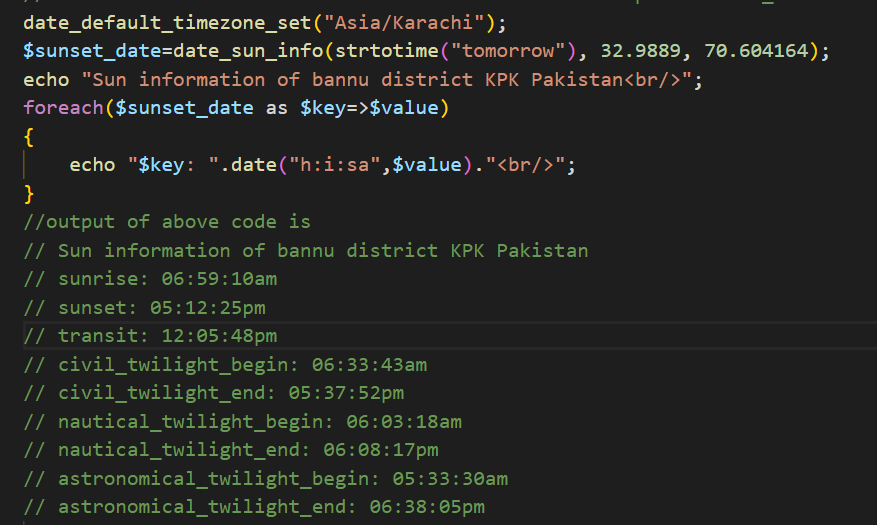 date_default_timezone_set("Asia/Karachi");
$sunset_date=date_sun_info(strtotime("tomorrow"), 32.9889, 70.604164);
echo "Sun information of bannu district KPK Pakistan<br/>";
foreach($sunset_date as $key=>$value)
{
    echo "$key: ".date("h:i:sa",$value)."<br/>";
}
//output of above code is
// Sun information of bannu district KPK Pakistan
// sunrise: 06:59:10am
// sunset: 05:12:25pm
// transit: 12:05:48pm
// civil_twilight_begin: 06:33:43am
// civil_twilight_end: 05:37:52pm
// nautical_twilight_begin: 06:03:18am
// nautical_twilight_end: 06:08:17pm
// astronomical_twilight_begin: 05:33:30am
// astronomical_twilight_end: 06:38:05pm